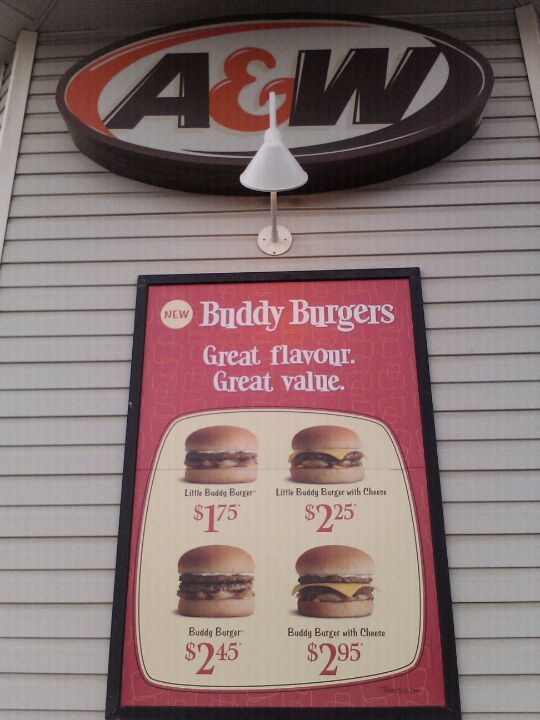 A&W
NEW Buddy Burgers
Great flavour.
Great value.
Little Buddy Burger
$1.75*
Little Buddy Burger with Cheese
$2.25*
Buddy Burger
$2.45*
Buddy Burger with Cheese
$2.95*